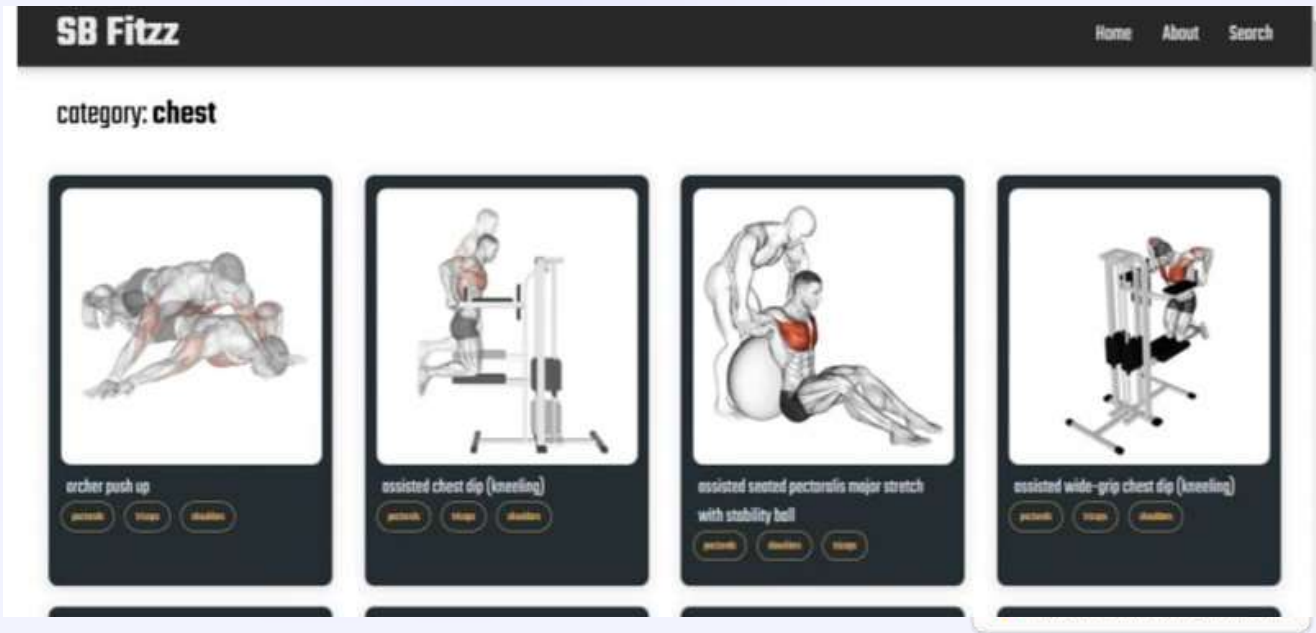 SB Fitzz
Home About Search
category: chest
archer push up
pectorals triceps shoulders
assisted chest dip (kneeling)
pectorals triceps shoulders
assisted seated pectoralis major stretch
with stability ball
pectorals shoulders triceps
assisted wide-grip chest dip (kneeling)
pectorals triceps shoulders